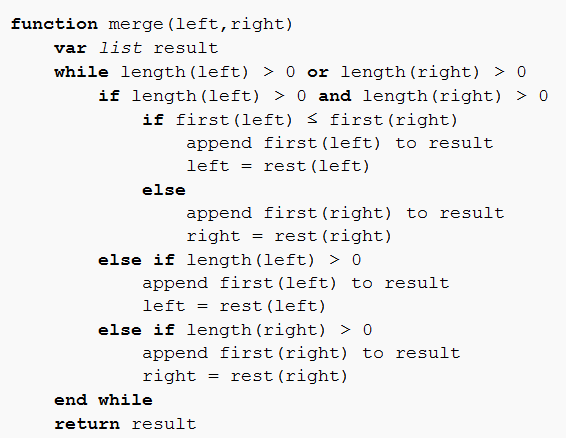 function merge(left,right)
    var list result
    while length(left) > 0 or length(right) > 0
        if length(left) > 0 and length(right) > 0
            if first(left) ≤ first(right)
                append first(left) to result
                left = rest(left)
            else
                append first(right) to result
                right = rest(right)
        else if length(left) > 0
            append first(left) to result
            left = rest(left)
        else if length(right) > 0
            append first(right) to result
            right = rest(right)
    end while
    return result